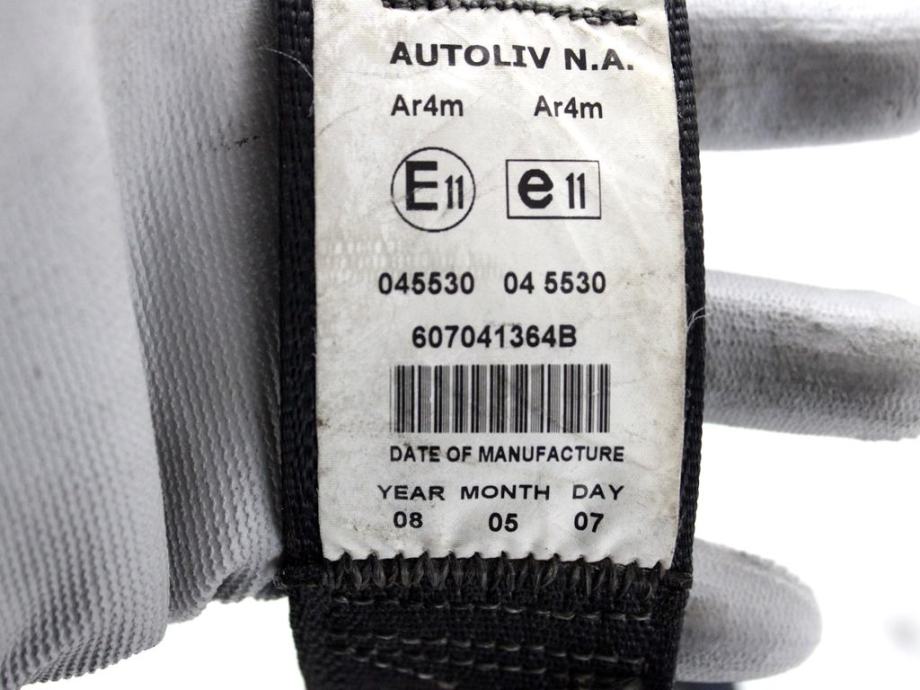 AUTOLIV N.A.
Ar4m Ar4m
E11 e11
045530 04 5530
607041364B
DATE OF MANUFACTURE
YEAR MONTH DAY
08 05 07